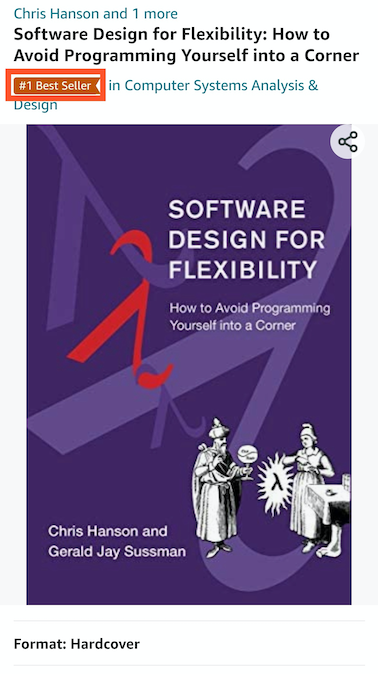 Chris Hanson and 1 more
Software Design for Flexibility: How to
Avoid Programming Yourself into a Corner
#1 Best Seller in Computer Systems Analysis &
Design
SOFTWARE
DESIGN FOR
FLEXIBILITY
How to Avoid Programming
Yourself into a Corner
λ
Chris Hanson and
Gerald Jay Sussman
Format: Hardcover